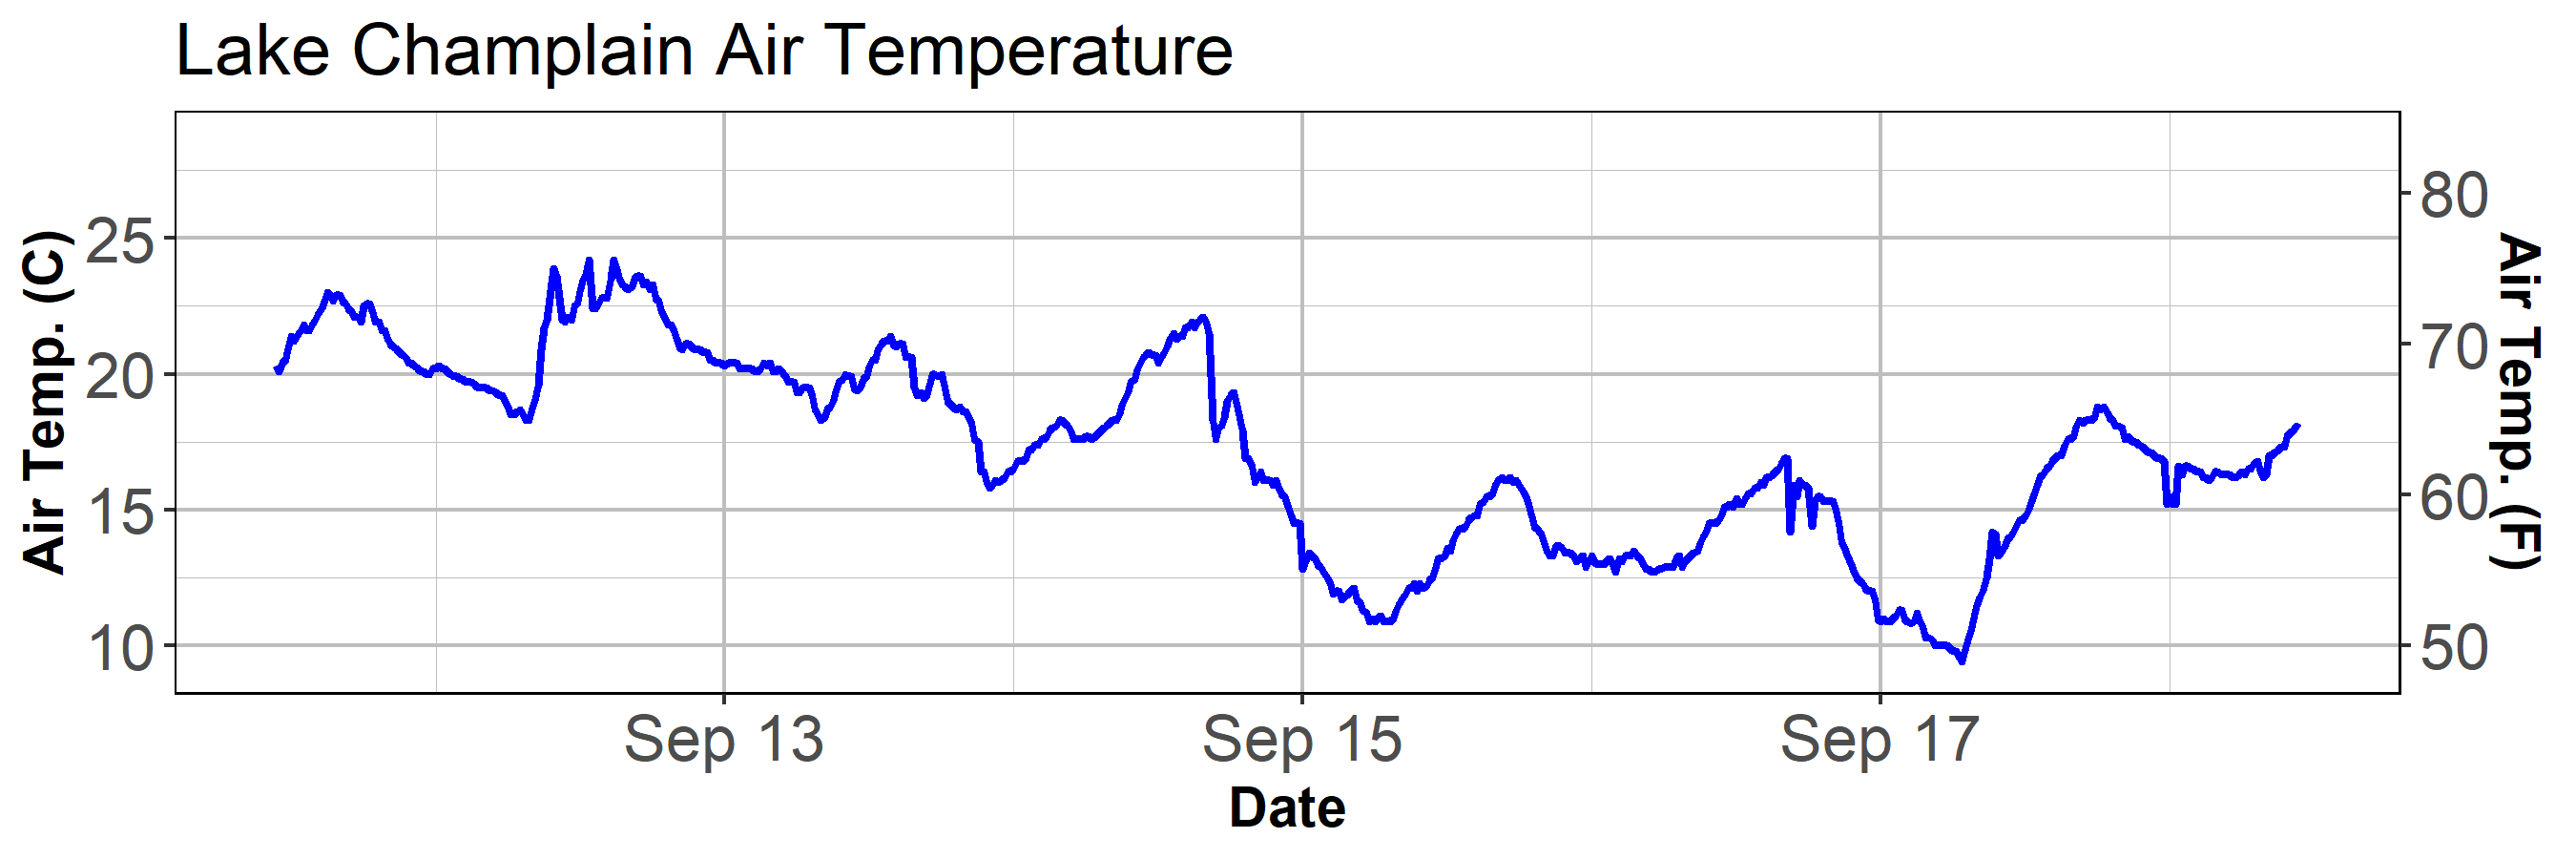 Lake Champlain Air Temperature
Air Temp. (C)
25
20
15
10
80
70
60
50
Air Temp. (F)
Sep 13
Sep 15
Sep 17
Date